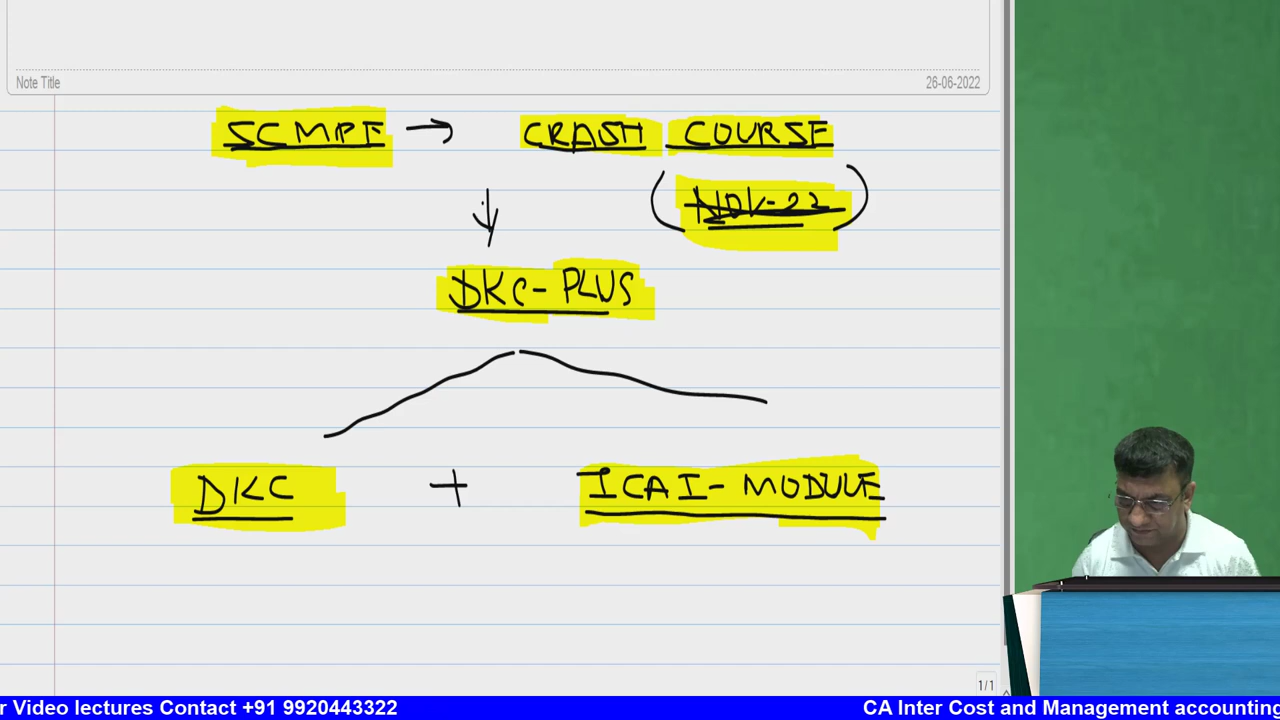 Note Title
26-06-2022
SCMPE → CRASH COURSE
(NOV-22)
↓
DKC-PLUS
DKC + ICAI-MODULE
1/1
r Video lectures Contact +91 9920443322
CA Inter Cost and Management accounting